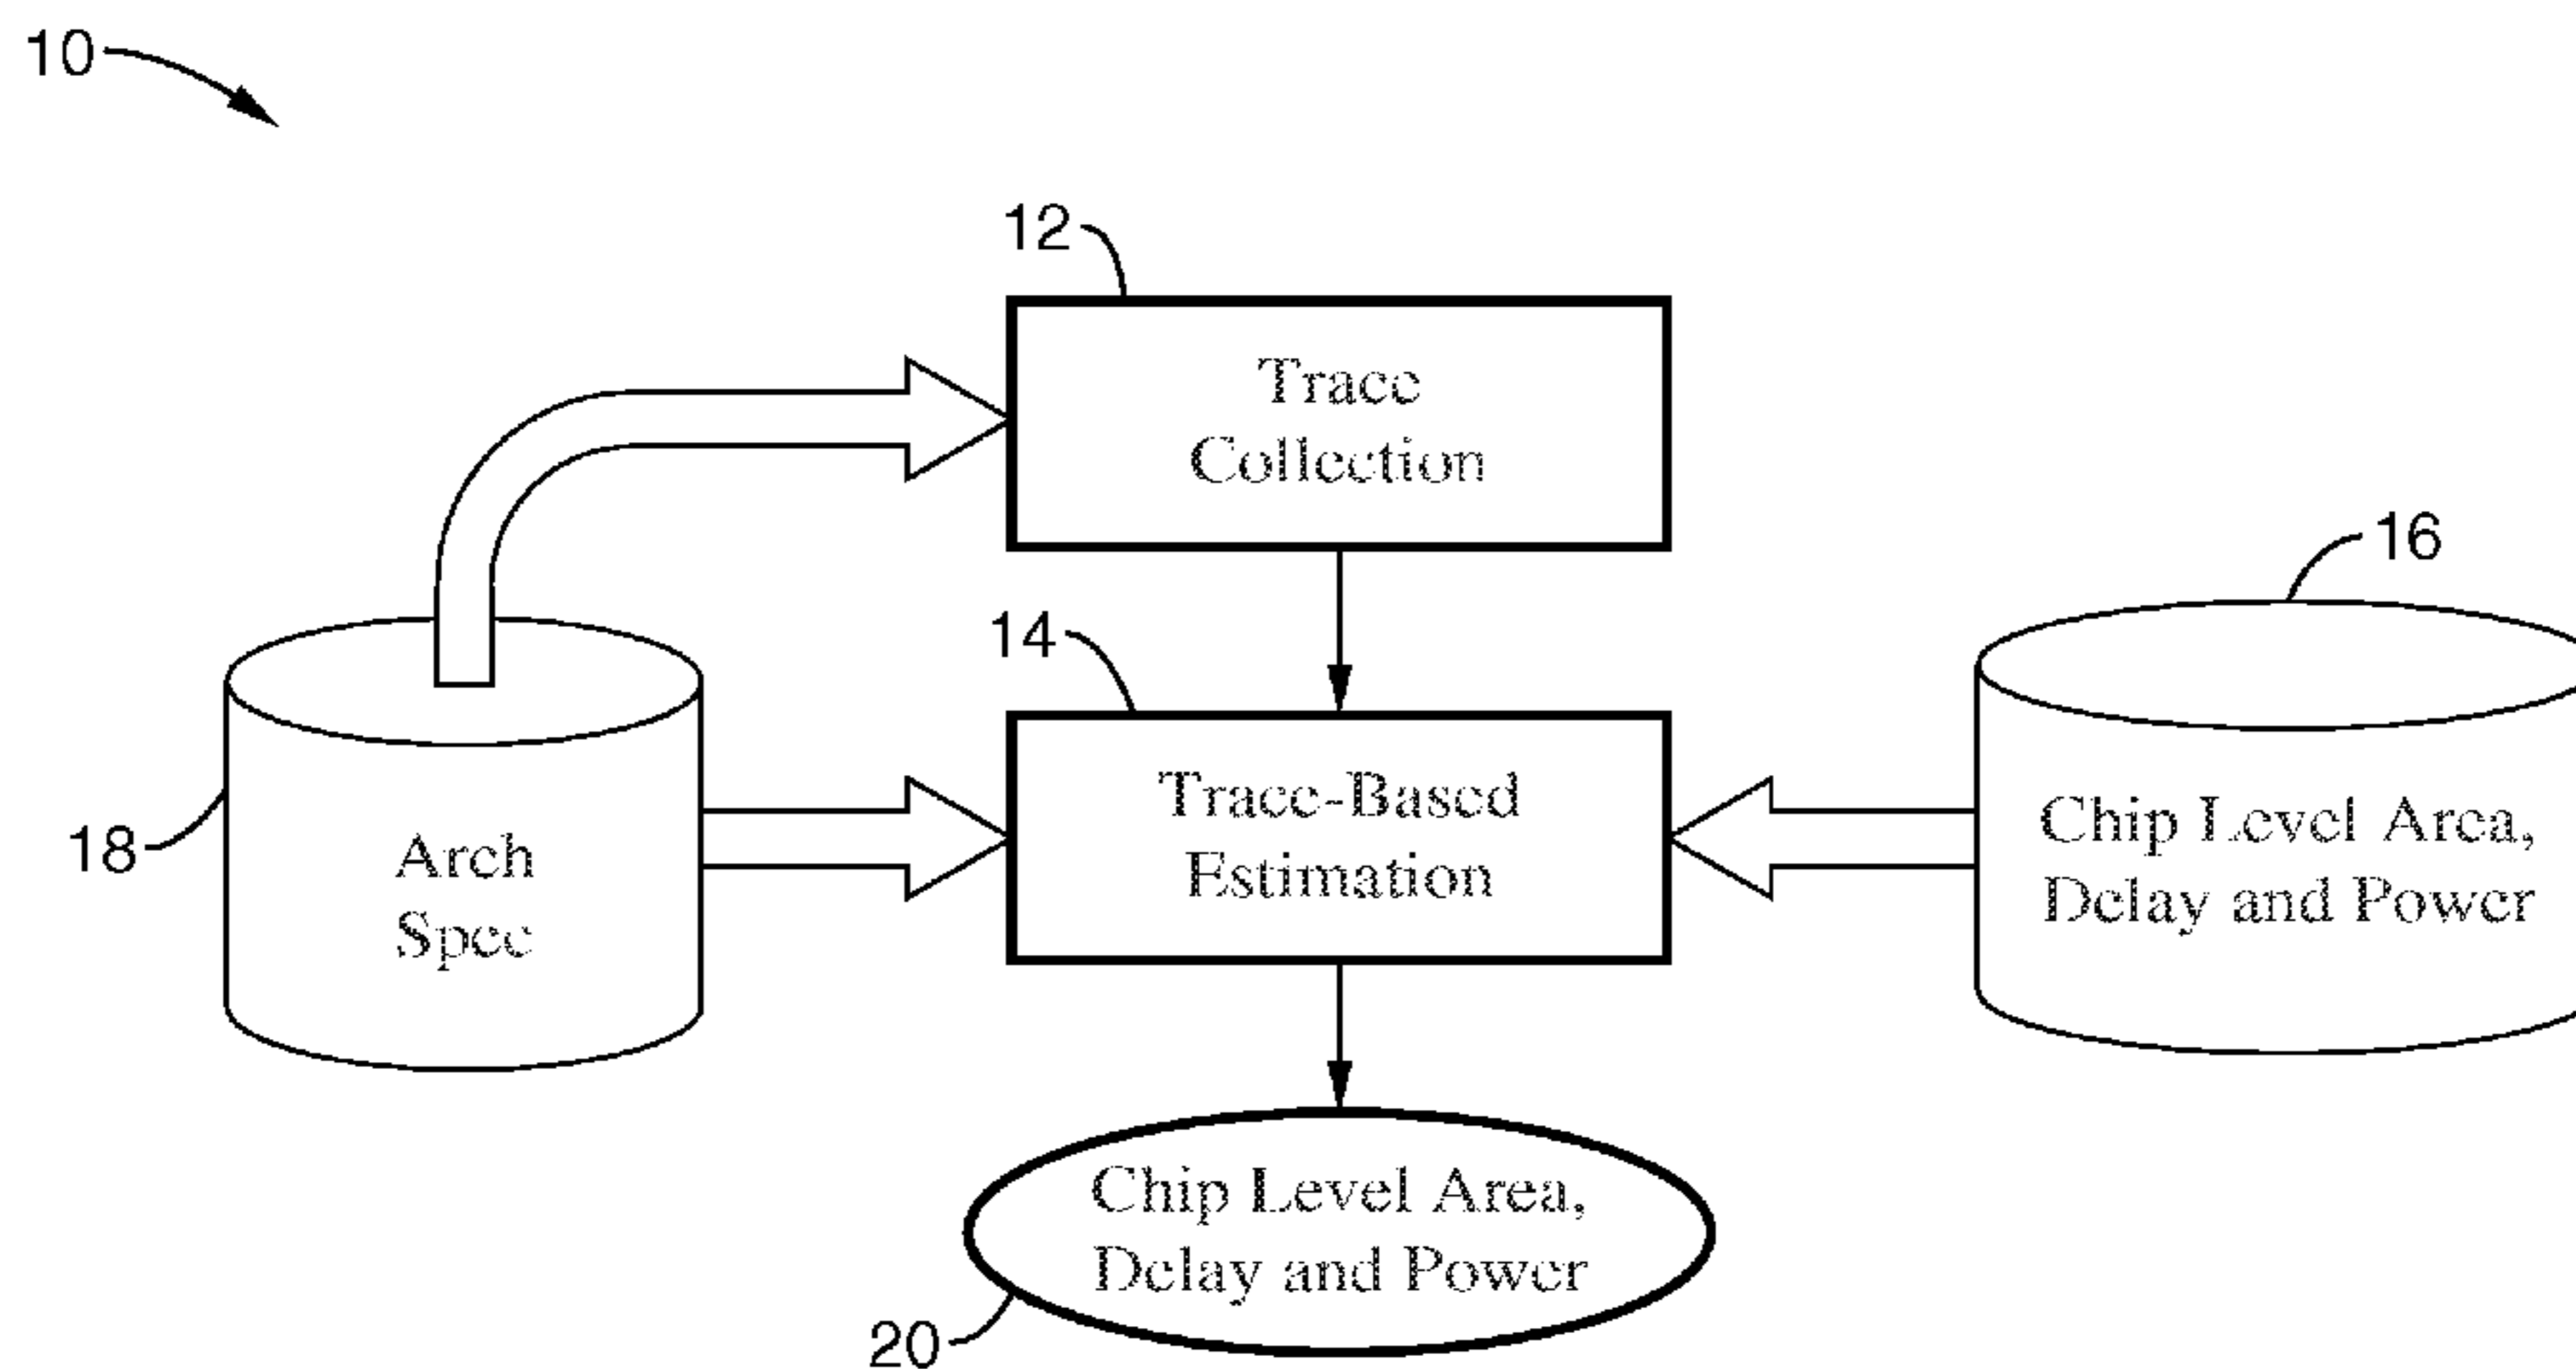 10
12
Trace
Collection
16
14
Trace-Based
Estimation
Chip Level Area,
Delay and Power
18
Arch
Spec
Chip Level Area,
Delay and Power
20